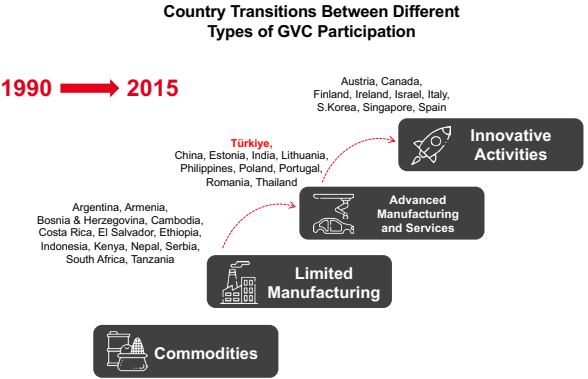 Country Transitions Between Different
Types of GVC Participation
1990 2015
Austria, Canada,
Finland, Ireland, Israel, Italy,
S.Korea, Singapore, Spain
Innovative
Activities
Türkiye,
China, Estonia, India, Lithuania,
Philippines, Poland, Portugal,
Romania, Thailand
Advanced
Manufacturing
and Services
Argentina, Armenia,
Bosnia & Herzegovina, Cambodia,
Costa Rica, El Salvador, Ethiopia,
Indonesia, Kenya, Nepal, Serbia,
South Africa, Tanzania
Limited
Manufacturing
Commodities